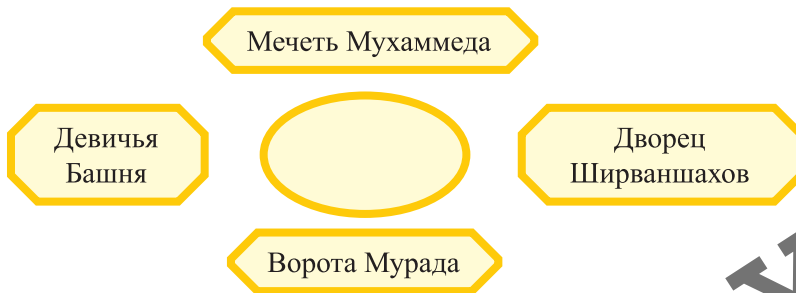 Мечеть Мухаммеда
Девичья
Башня
Дворец
Ширваншахов
Ворота Мурада